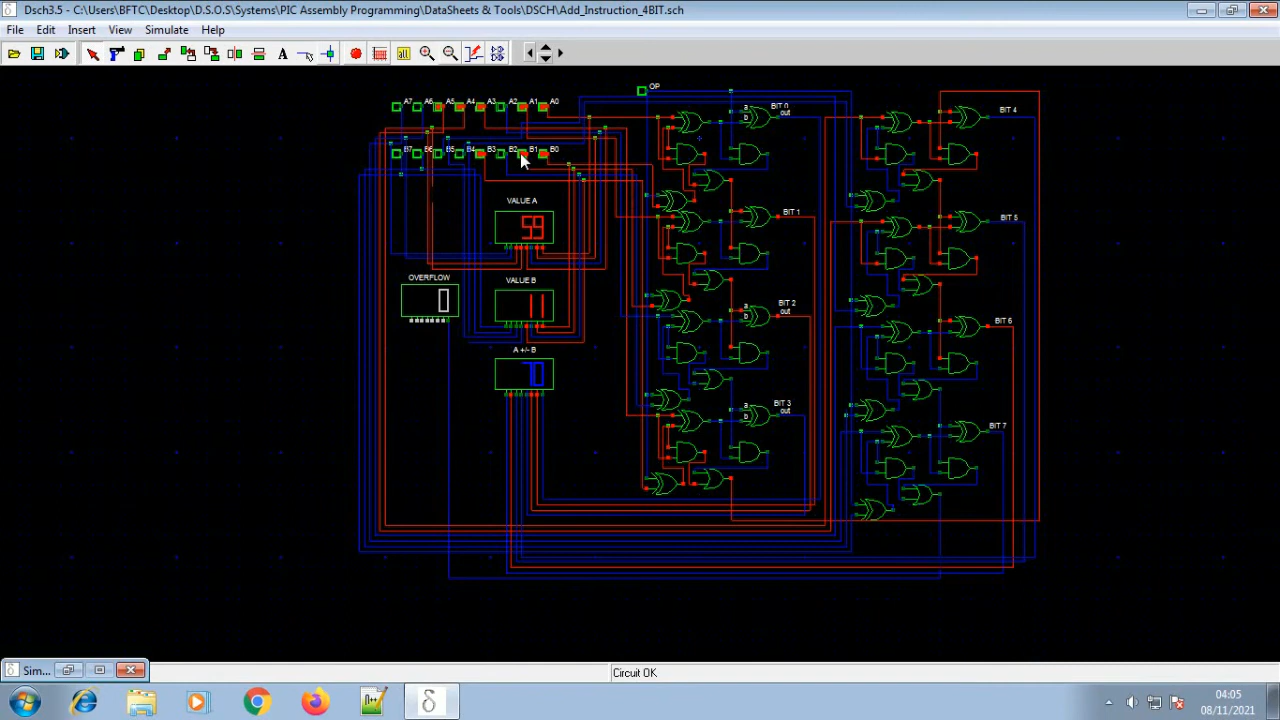 Dsch3.5 - C:\Users\BFTC\Desktop\D.S.O.S\Systems\PIC Assembly Programming\DataSheets & Tools\DSCH\Add_Instruction_4BIT.sch
File Edit Insert View Simulate Help
A all
OP
A7 A6 A5 A4 A3 A2 A1 A0
B7 B6 B5 B4 B3 B2 B1 B0
VALUE A
59
OVERFLOW
0
VALUE B
11
A +/- B
70
a
b
BIT 0
out
BIT 1
a
b
BIT 2
out
a
b
BIT 3
out
BIT 4
BIT 5
BIT 6
BIT 7
Sim...
Circuit OK
04:05
08/11/2021